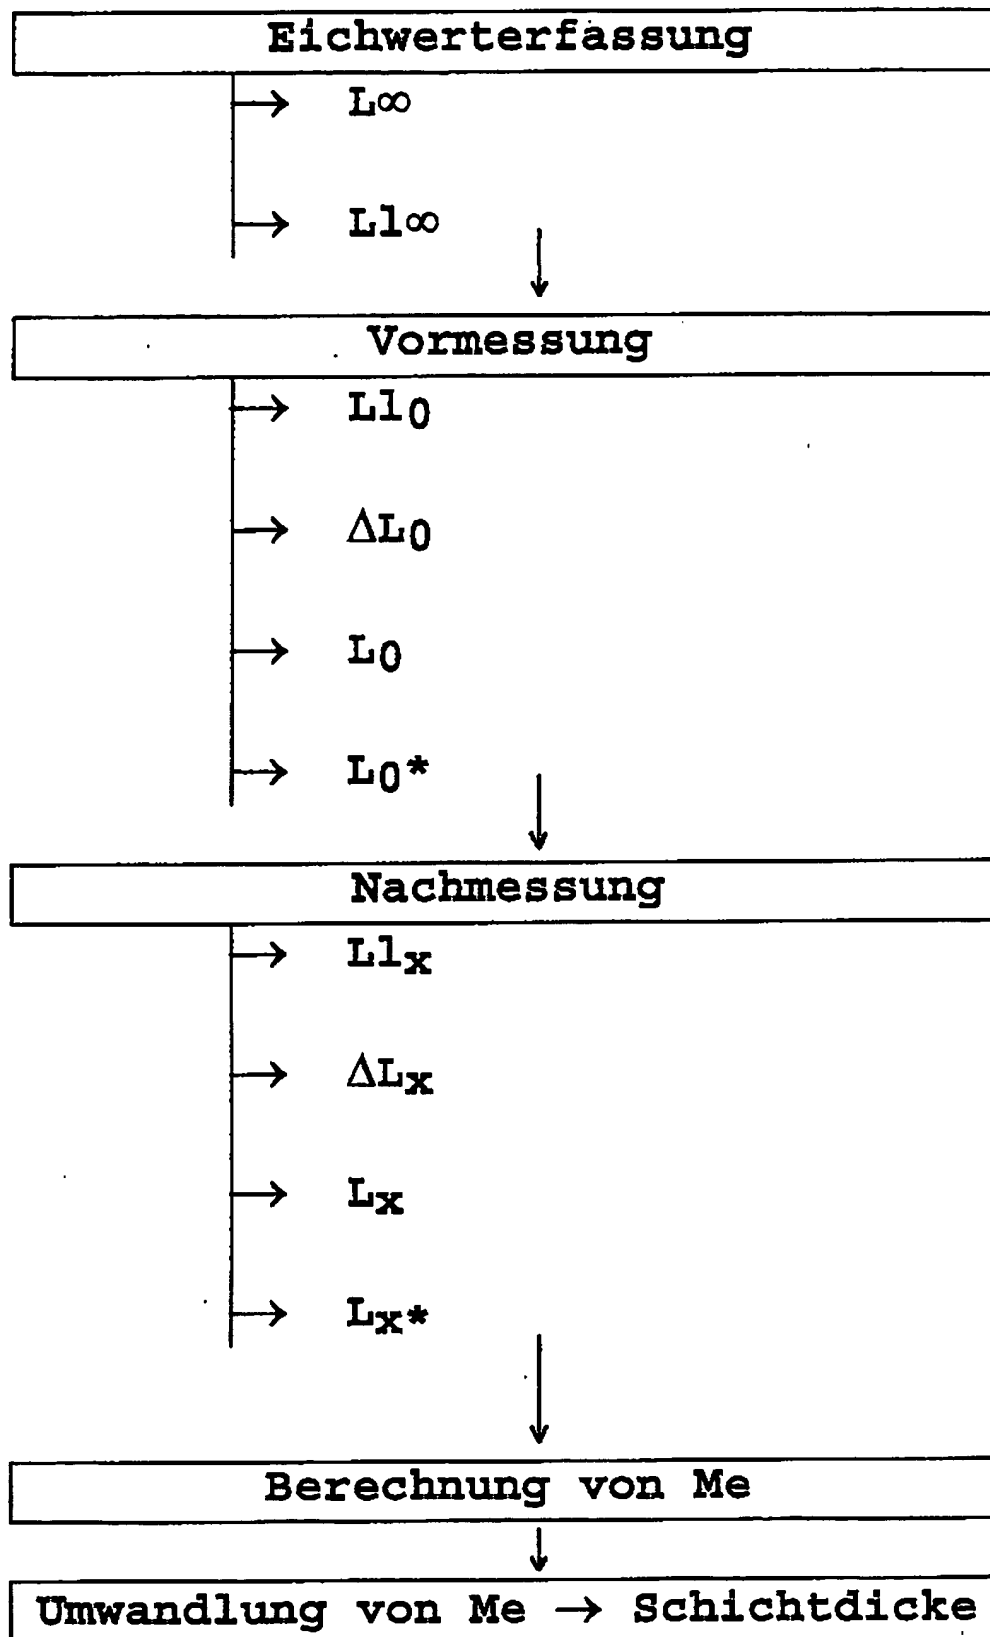 Eichwerterfassung
L∞
Ll∞
Vormessung
Ll₀
ΔL₀
L₀
L₀*
Nachmessung
Llₓ
ΔLₓ
Lₓ
Lₓ*
Berechnung von Me
Umwandlung von Me → Schichtdicke